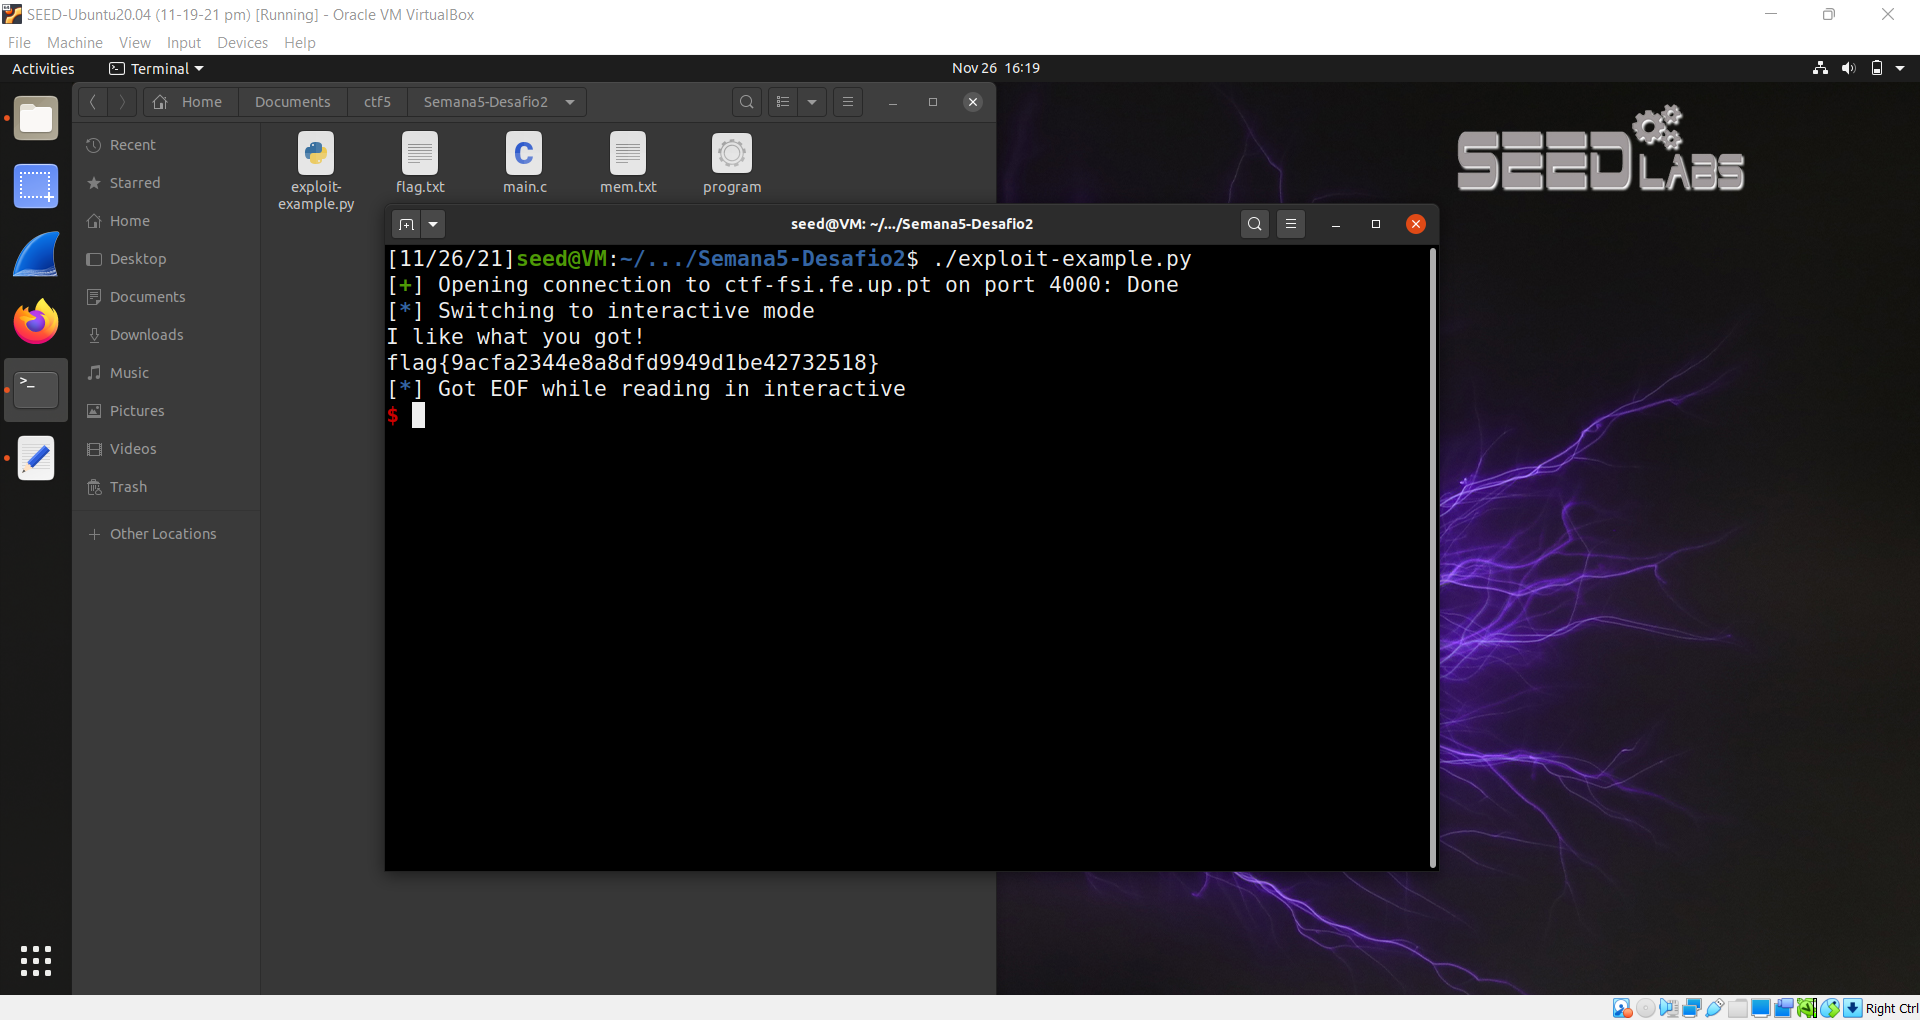 SEED-Ubuntu20.04 (11-19-21 pm) [Running] - Oracle VM VirtualBox
File Machine View Input Devices Help
Activities Terminal Nov 26 16:19
Home Documents ctf5 Semana5-Desafio2
Recent
Starred
Home
Desktop
Documents
Downloads
Music
Pictures
Videos
Trash
+ Other Locations
exploit-
example.py
flag.txt
main.c
mem.txt
program
SEED LABS
seed@VM: ~/.../Semana5-Desafio2
[11/26/21]seed@VM:~/.../Semana5-Desafio2$ ./exploit-example.py
[+] Opening connection to ctf-fsi.fe.up.pt on port 4000: Done
[*] Switching to interactive mode
I like what you got!
flag{9acfa2344e8a8dfd9949d1be42732518}
[*] Got EOF while reading in interactive
$
Right Ctrl